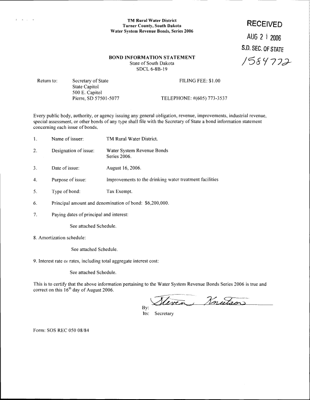 TM Rural Water District
Turner County, South Dakota
Water System Revenue Bonds, Series 2006
RECEIVED
AUG 21 2006
S.D. SEC. OF STATE
1584772
BOND INFORMATION STATEMENT
State of South Dakota
SDCL 6-8B-19
Return to: Secretary of State FILING FEE: $1.00
State Capitol
500 E. Capitol
Pierre, SD 57501-5077 TELEPHONE: #(605) 773-3537
Every public body, authority, or agency issuing any general obligation, revenue, improvements, industrial revenue,
special assessment, or other bonds of any type shall file with the Secretary of State a bond information statement
concerning each issue of bonds.
1. Name of issuer: TM Rural Water District.
2. Designation of issue: Water System Revenue Bonds
Series 2006.
3. Date of issue: August 16, 2006.
4. Purpose of issue: Improvements to the drinking water treatment facilities
5. Type of bond: Tax Exempt.
6. Principal amount and denomination of bond: $6,200,000.
7. Paying dates of principal and interest:
See attached Schedule.
8. Amortization schedule:
See attached Schedule.
9. Interest rate or rates, including total aggregate interest cost:
See attached Schedule.
This is to certify that the above information pertaining to the Water System Revenue Bonds Series 2006 is true and
correct on this 16th day of August 2006.
By: Steven Knutson
Its: Secretary
Form: SOS REC 050 08/84